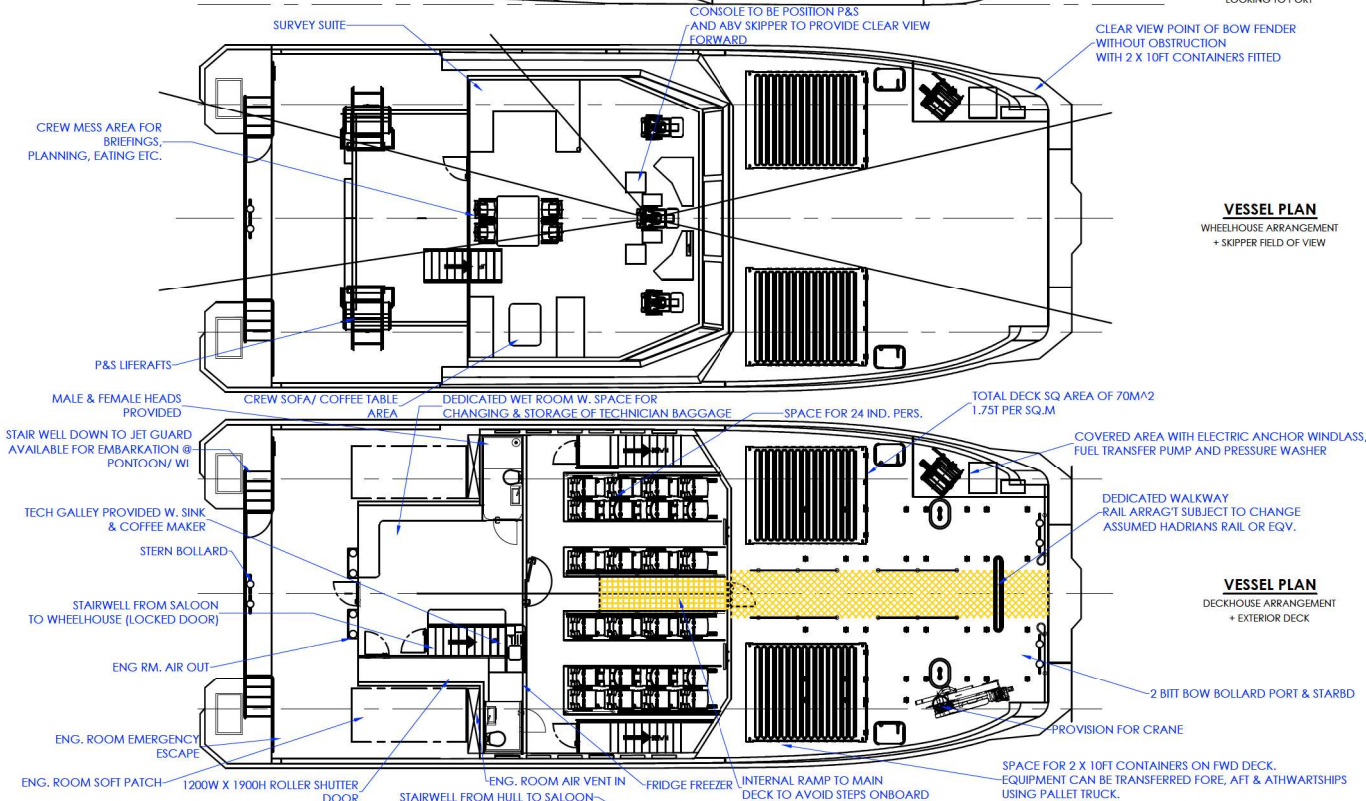 LOOKING TO PORT
SURVEY SUITE
CONSOLE TO BE POSITION P&S
AND ABV SKIPPER TO PROVIDE CLEAR VIEW
FORWARD
CLEAR VIEW POINT OF BOW FENDER
WITHOUT OBSTRUCTION
WITH 2 X 10FT CONTAINERS FITTED
CREW MESS AREA FOR
BRIEFINGS,
PLANNING, EATING ETC.
VESSEL PLAN
WHEELHOUSE ARRANGEMENT
+ SKIPPER FIELD OF VIEW
P&S LIFERAFTS
CREW SOFA/ COFFEE TABLE
AREA
MALE & FEMALE HEADS
PROVIDED
DEDICATED WET ROOM W. SPACE FOR
CHANGING & STORAGE OF TECHNICIAN BAGGAGE
SPACE FOR 24 IND. PERS.
TOTAL DECK SQ AREA OF 70M^2
1.75T PER SQ.M
STAIR WELL DOWN TO JET GUARD
AVAILABLE FOR EMBARKATION @
PONTOON/ WL
COVERED AREA WITH ELECTRIC ANCHOR WINDLASS,
FUEL TRANSFER PUMP AND PRESSURE WASHER
TECH GALLEY PROVIDED W. SINK
& COFFEE MAKER
DEDICATED WALKWAY
RAIL ARRAG'T SUBJECT TO CHANGE
ASSUMED HADRIANS RAIL OR EQV.
STERN BOLLARD
VESSEL PLAN
DECKHOUSE ARRANGEMENT
+ EXTERIOR DECK
STAIRWELL FROM SALOON
TO WHEELHOUSE (LOCKED DOOR)
ENG RM. AIR OUT
2 BITT BOW BOLLARD PORT & STARBD
PROVISION FOR CRANE
ENG. ROOM EMERGENCY
ESCAPE
ENG. ROOM SOFT PATCH
1200W X 1900H ROLLER SHUTTER
DOOR
ENG. ROOM AIR VENT IN
STAIRWELL FROM HULL TO SALOON
FRIDGE FREEZER
INTERNAL RAMP TO MAIN
DECK TO AVOID STEPS ONBOARD
SPACE FOR 2 X 10FT CONTAINERS ON FWD DECK.
EQUIPMENT CAN BE TRANSFERRED FORE, AFT & ATHWARTSHIPS
USING PALLET TRUCK.